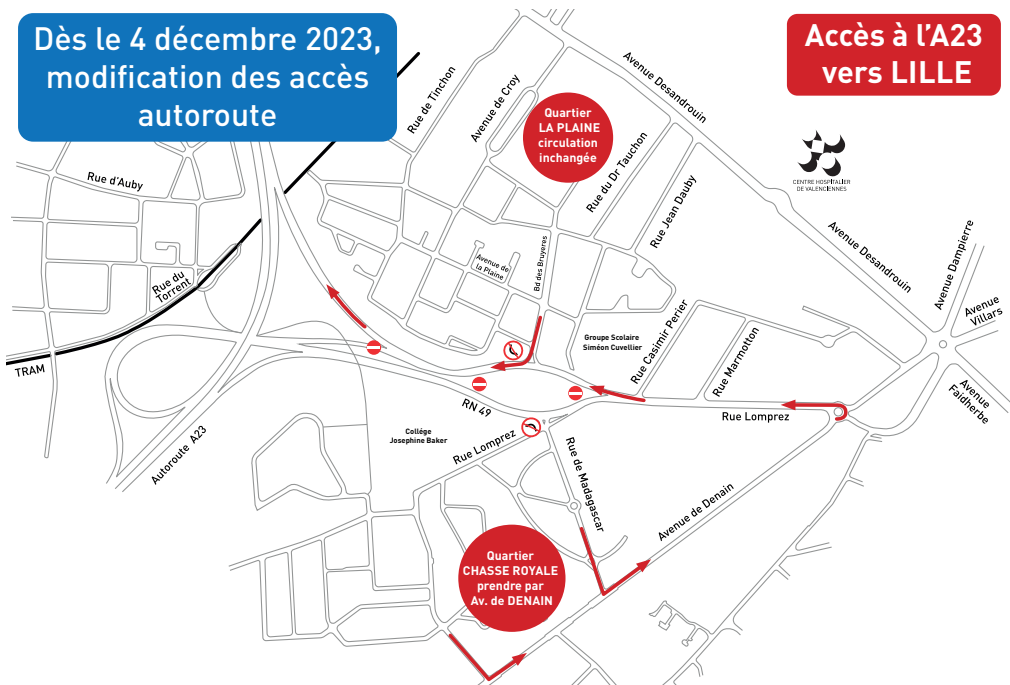 Dès le 4 décembre 2023,
modification des accès
autoroute
Accès à l'A23
vers LILLE
Rue de Tinchon
Avenue de Croy
Quartier
LA PLAINE
circulation
inchangée
Avenue Desandrouin
CENTRE HOSPITALIER
DE VALENCIENNES
Rue d'Auby
Rue du Dr Tauchon
Rue Jean Dauby
Avenue Desandrouin
Avenue Dampierre
Avenue
Villars
Avenue de
la Plaine
Bd des Bruyeres
Rue du
Torrent
TRAM
Groupe Scolaire
Siméon Cuvellier
Rue Casimir Perier
Rue Marmotton
Avenue
Faidherbe
RN 49
Rue Lomprez
Autoroute A23
Collége
Josephine Baker
Rue Lomprez
Rue de Madagascar
Avenue de Denain
Quartier
CHASSE ROYALE
prendre par
Av. de DENAIN